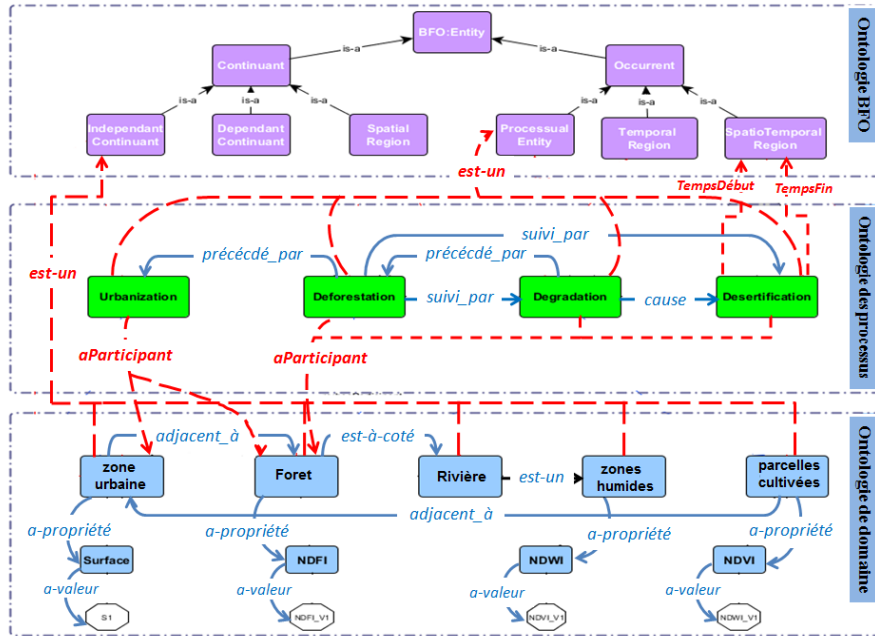 BFO:Entity
is-a
is-a
Continuant
Occurrent
is-a
is-a
is-a
is-a
is-a
is-a
Independant
Continuant
Dependant
Continuant
Spatial
Region
Processual
Entity
Temporal
Region
SpatioTemporal
Region
Ontologie BFO
est-un
TempsDébut
TempsFin
est-un
suivi_par
précécdé_par
précécdé_par
Urbanization
Deforestation
suivi_par
Degradation
cause
Desertification
aParticipant
aParticipant
Ontologie des processus
adjacent_à
est-à-coté
zone
urbaine
Foret
Rivière
est-un
zones
humides
parcelles
cultivées
adjacent_à
a-propriété
a-propriété
a-propriété
a-propriété
Surface
NDFI
NDWI
NDVI
a-valeur
a-valeur
a-valeur
a-valeur
S1
NDFI_V1
NDVI_V1
NDWI_V1
Ontologie de domaine